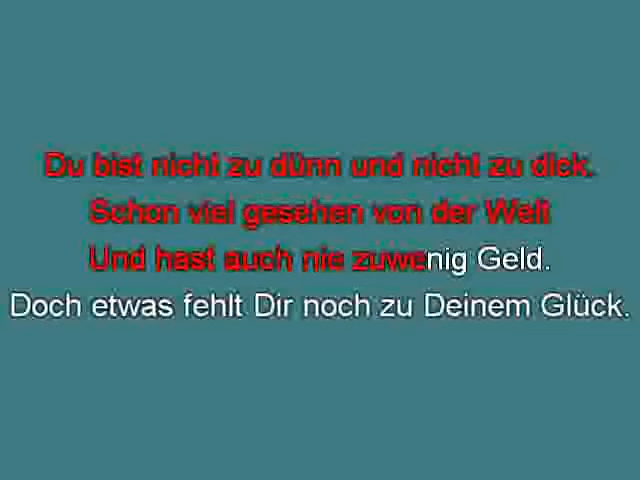 Du bist nicht zu dünn und nicht zu dick.
Schon viel gesehen von der Welt
Und hast auch nie zuwenig Geld.
Doch etwas fehlt Dir noch zu Deinem Glück.